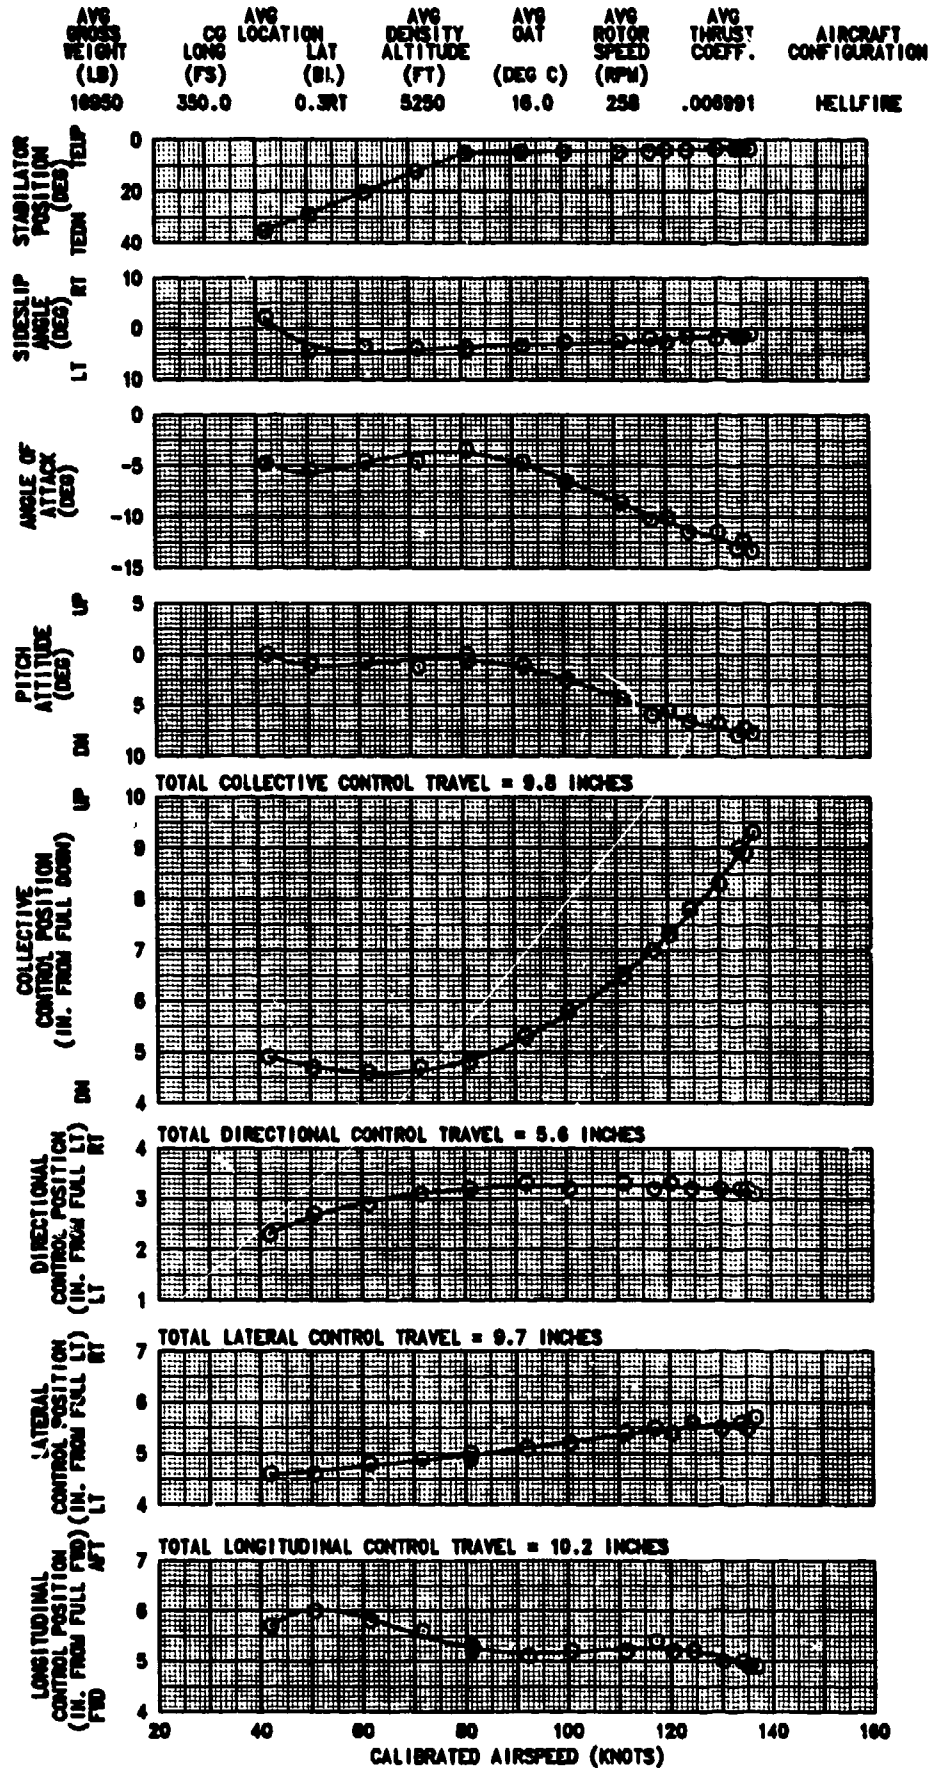 AVG GROSS WEIGHT (LB)
CG LOCATION
AVG
LONG (FS)
LAT (BL)
AVG DENSITY ALTITUDE (FT)
AVG OAT (DEG C)
AVG ROTOR SPEED (RPM)
AVG THRUST COEFF.
AIRCRAFT CONFIGURATION
350.0 0.3RT 5250 16.0 258 .006991 HELLFIRE
STABILATOR POSITION (DEG)
TEDN TEUP
0
20
40
SIDESLIP ANGLE (DEG)
LT RT
10
0
10
ANGLE OF ATTACK (DEG)
0
-5
-10
-15
PITCH ATTITUDE (DEG)
DN UP
5
0
5
10
TOTAL COLLECTIVE CONTROL TRAVEL = 9.8 INCHES
COLLECTIVE CONTROL POSITION (IN. FROM FULL DOWN)
DN UP
10
9
8
7
6
5
4
TOTAL DIRECTIONAL CONTROL TRAVEL = 5.6 INCHES
DIRECTIONAL CONTROL POSITION (IN. FROM FULL LT)
LT RT
4
3
2
1
TOTAL LATERAL CONTROL TRAVEL = 9.7 INCHES
LATERAL CONTROL POSITION (IN. FROM FULL LT)
LT RT
7
6
5
4
TOTAL LONGITUDINAL CONTROL TRAVEL = 10.2 INCHES
LONGITUDINAL CONTROL POSITION (IN. FROM FULL FWD)
FWD AFT
7
6
5
4
20 40 60 80 100 120 140 160
CALIBRATED AIRSPEED (KNOTS)